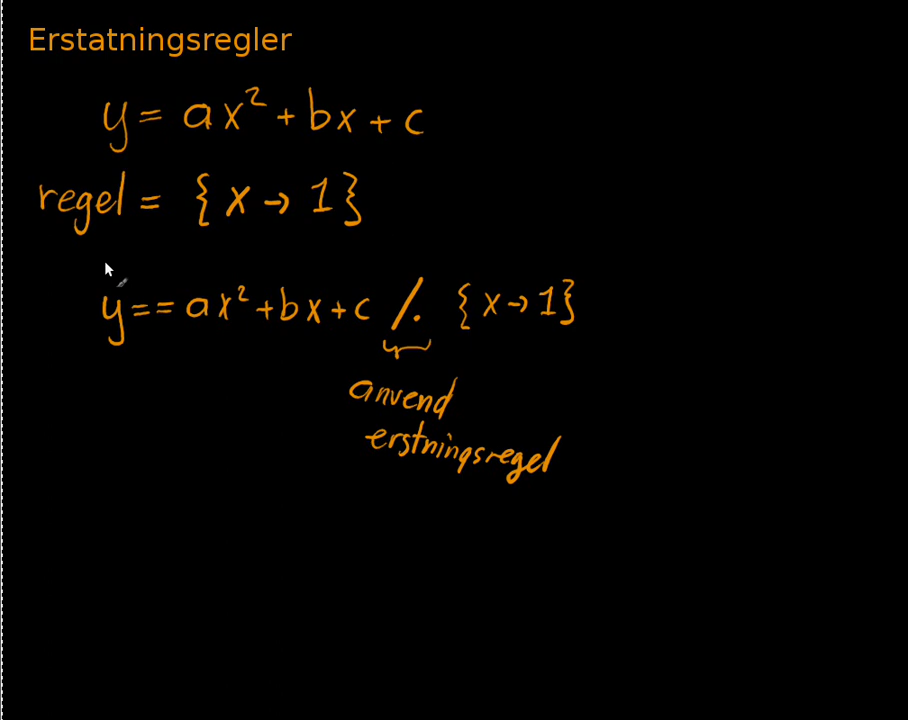 Erstatningsregler
y = ax² + bx + c
regel = {x → 1}
y == ax² + bx + c /. {x → 1}
anvend
erstningsregel